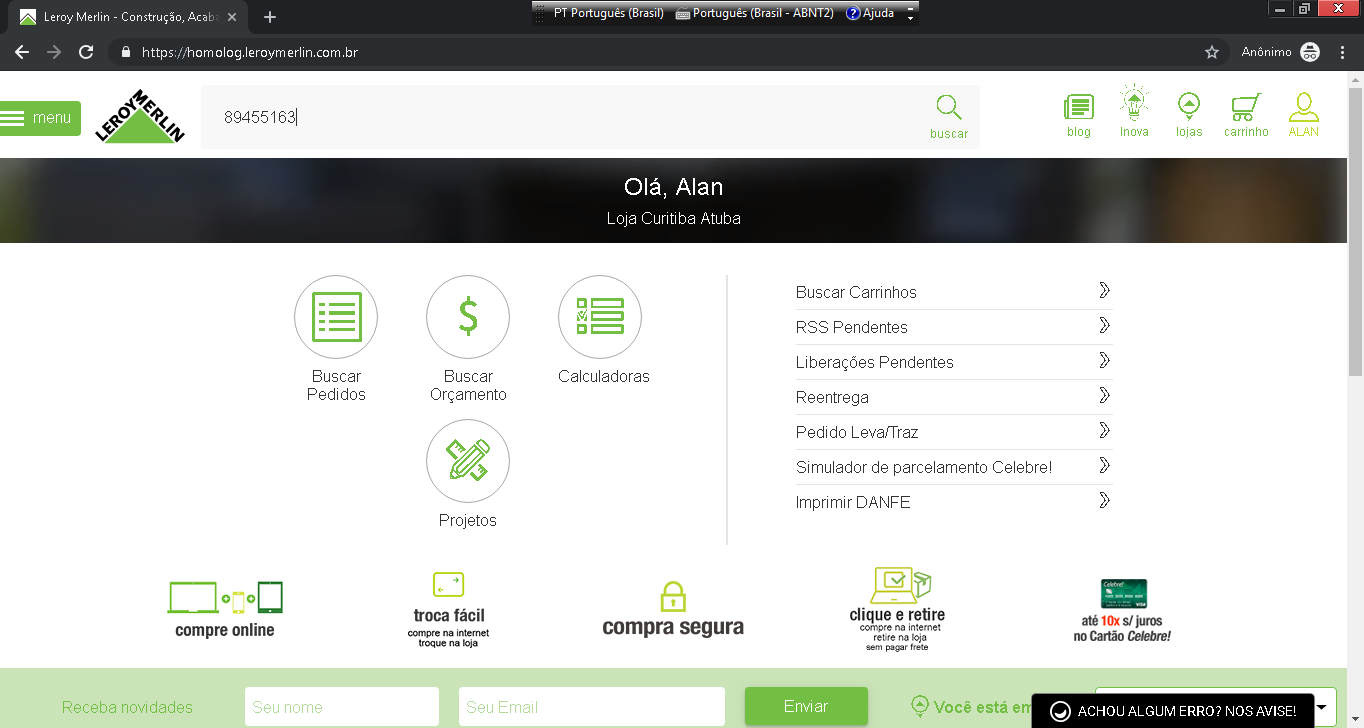 Leroy Merlin - Construção, Acaba
PT Português (Brasil) Português (Brasil - ABNT2) Ajuda
https://homolog.leroymerlin.com.br
Anônimo
menu
LEROY MERLIN
89455163
buscar
blog
Inova
lojas
carrinho
ALAN
Olá, Alan
Loja Curitiba Atuba
Buscar
Pedidos
Buscar
Orçamento
Calculadoras
Projetos
Buscar Carrinhos
RSS Pendentes
Liberações Pendentes
Reentrega
Pedido Leva/Traz
Simulador de parcelamento Celebre!
Imprimir DANFE
compre online
troca fácil
compre na internet
troque na loja
compra segura
clique e retire
compre na internet
retire na loja
sem pagar frete
Celebre!
VISA
até 10x s/ juros
no Cartão Celebre!
Receba novidades
Seu nome
Seu Email
Enviar
Você está em
ACHOU ALGUM ERRO? NOS AVISE!